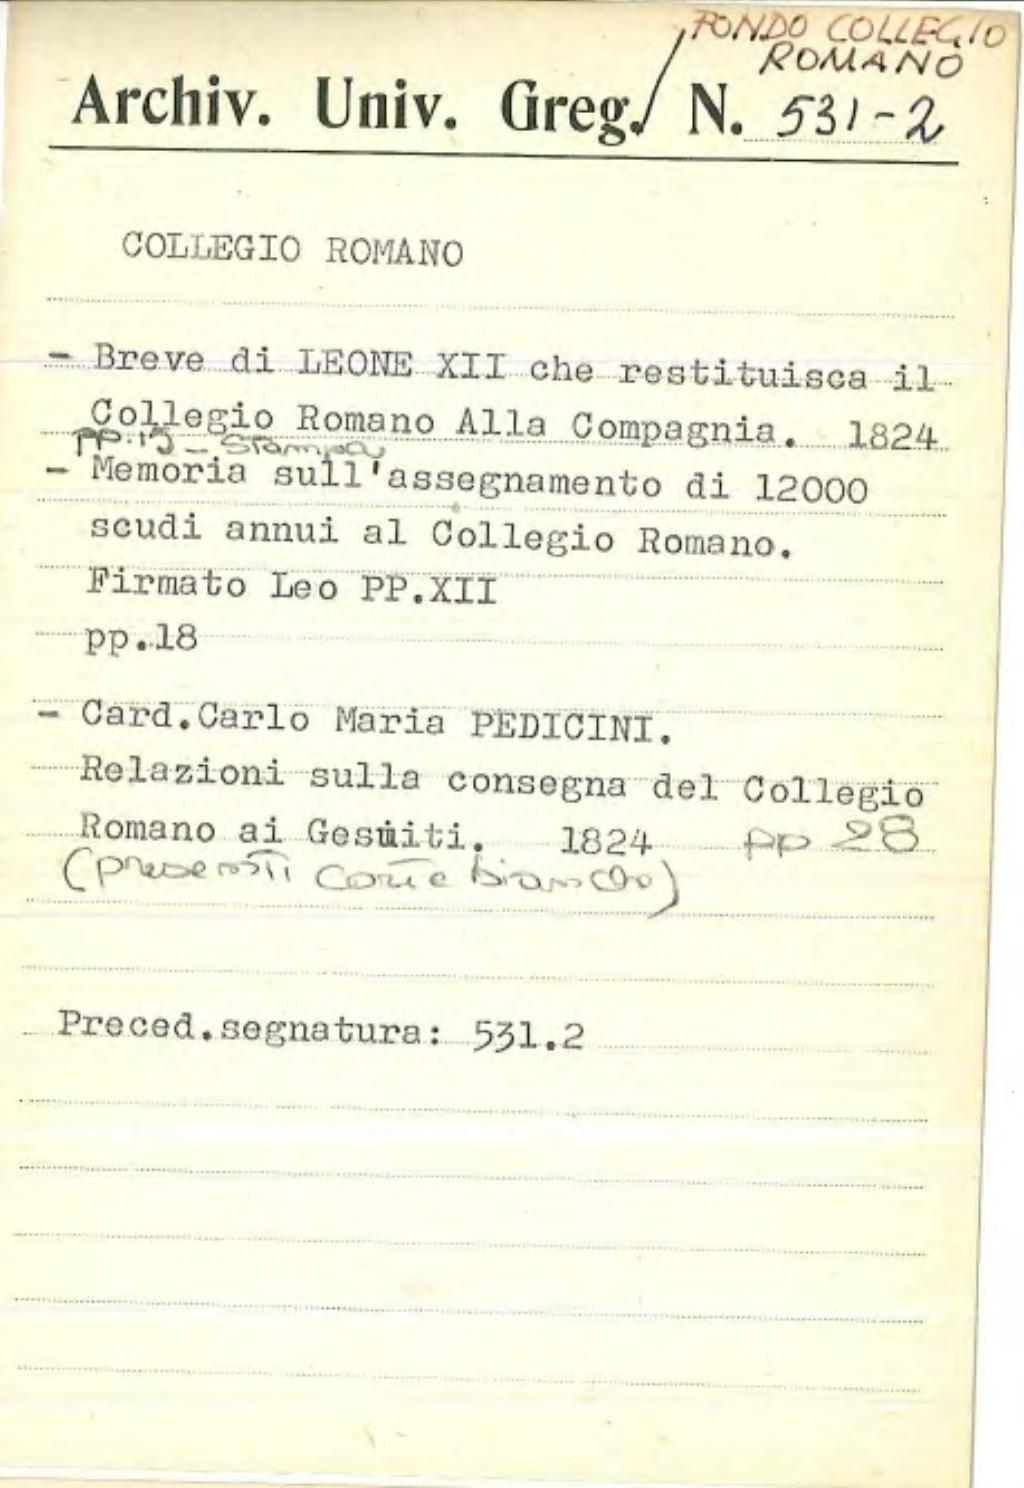 FONDO COLLEGIO
ROMANO
Archiv. Univ. Greg./ N. 531-2
COLLEGIO ROMANO
- Breve di LEONE XII che restituisca il
Collegio Romano Alla Compagnia. 1824
- Stampa
- Memoria sull'assegnamento di 12000
scudi annui al Collegio Romano.
Firmato Leo PP.XII
pp.18
- Card.Carlo Maria PEDICINI.
Relazioni sulla consegna del Collegio
Romano ai Gesuiti. 1824 pp 28
(presenti carte bianche)
Preced.segnatura: 531.2